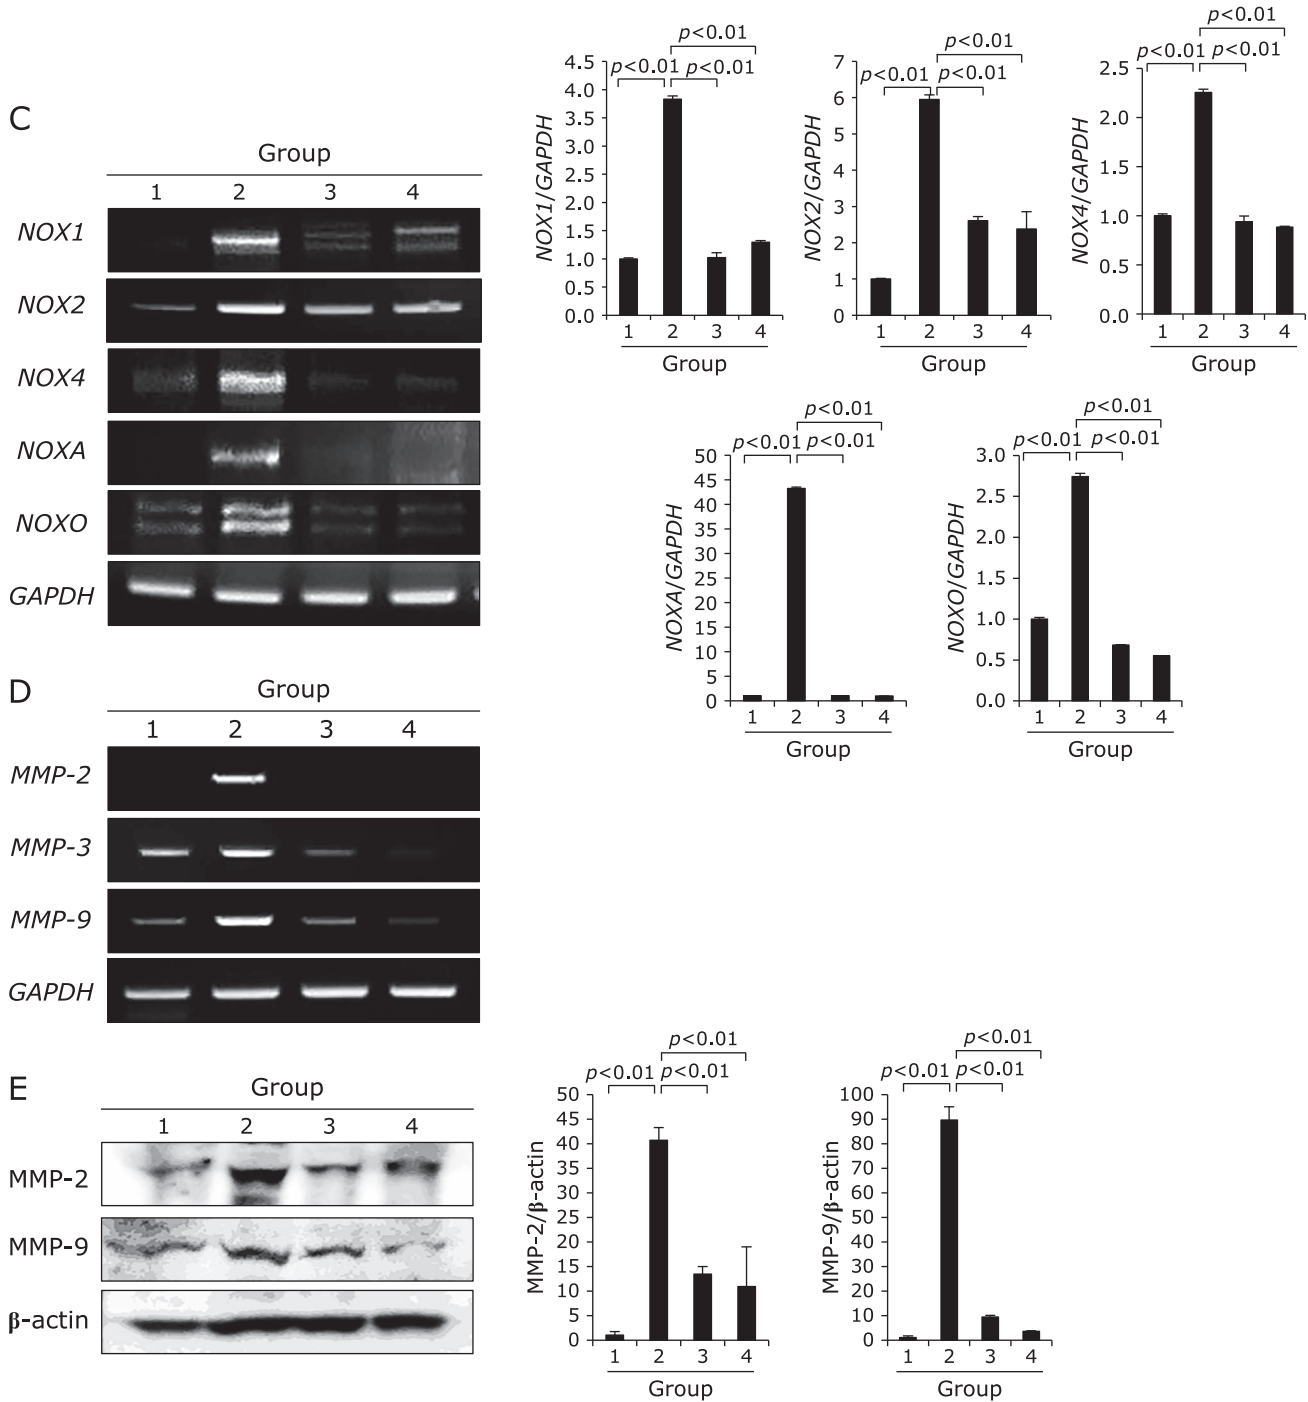 C
Group
1 2 3 4
NOX1
NOX2
NOX4
NOXA
NOXO
GAPDH
p<0.01
p<0.01 p<0.01
NOX1/GAPDH
4.5
4.0
3.5
3.0
2.5
2.0
1.5
1.0
0.5
0.0
1 2 3 4
Group
p<0.01
p<0.01 p<0.01
NOX2/GAPDH
7
6
5
4
3
2
1
0
1 2 3 4
Group
p<0.01
p<0.01 p<0.01
NOX4/GAPDH
2.5
2.0
1.5
1.0
0.5
0.0
1 2 3 4
Group
p<0.01
p<0.01 p<0.01
NOXA/GAPDH
50
45
40
35
30
25
20
15
10
5
0
1 2 3 4
Group
p<0.01
p<0.01 p<0.01
NOXO/GAPDH
3.0
2.5
2.0
1.5
1.0
0.5
0.0
1 2 3 4
Group
D
Group
1 2 3 4
MMP-2
MMP-3
MMP-9
GAPDH
E
Group
1 2 3 4
MMP-2
MMP-9
β-actin
p<0.01
p<0.01 p<0.01
MMP-2/β-actin
50
45
40
35
30
25
20
15
10
5
0
1 2 3 4
Group
p<0.01
p<0.01 p<0.01
MMP-9/β-actin
100
90
80
70
60
50
40
30
20
10
0
1 2 3 4
Group